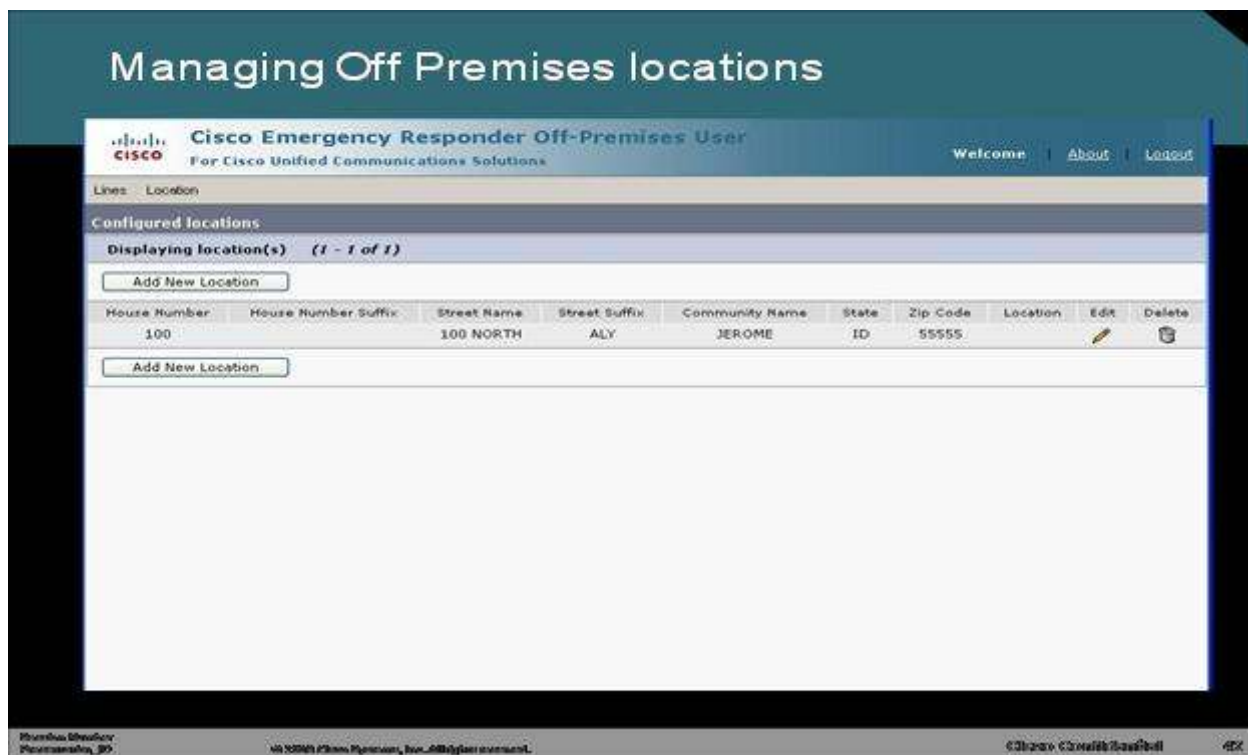 Managing Off Premises locations
CISCO
Cisco Emergency Responder Off-Premises User
For Cisco Unified Communications Solutions
Welcome About Logout
Lines Location
Configured locations
Displaying location(s) (1 - 1 of 1)
Add New Location
House Number House Number Suffix Street Name Street Suffix Community Name State Zip Code Location Edit Delete
100 100 NORTH ALY JEROME ID 55555
Add New Location